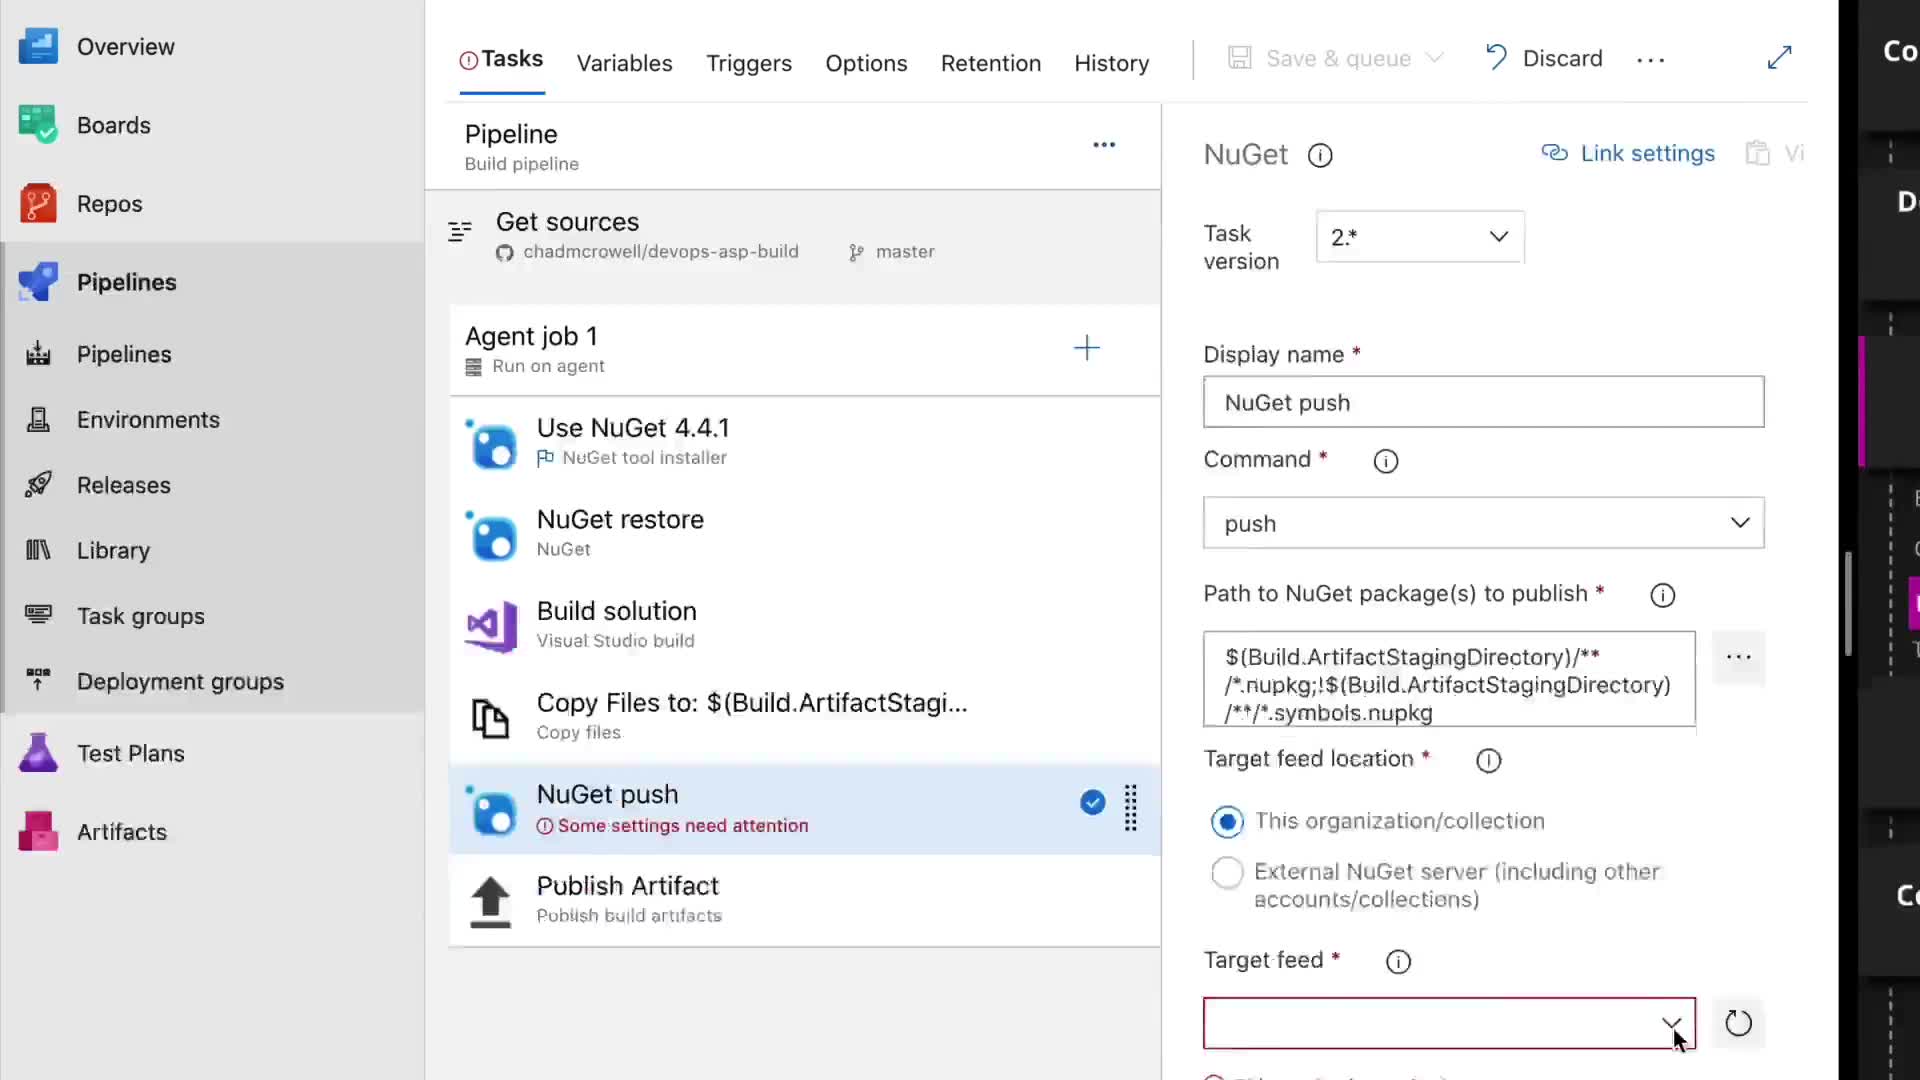 Overview
Boards
Repos
Pipelines
Pipelines
Environments
Releases
Library
Task groups
Deployment groups
Test Plans
Artifacts
Tasks
Variables
Triggers
Options
Retention
History
Save & queue
Discard
Pipeline
Build pipeline
Get sources
chadmcrowell/devops-asp-build
master
Agent job 1
Run on agent
Use NuGet 4.4.1
NuGet tool installer
NuGet restore
NuGet
Build solution
Visual Studio build
Copy Files to: $(Build.ArtifactStagi...
Copy files
NuGet push
Some settings need attention
Publish Artifact
Publish build artifacts
NuGet
Link settings
Vi
Task
version
2.*
Display name *
NuGet push
Command *
push
Path to NuGet package(s) to publish *
$(Build.ArtifactStagingDirectory)/**
/*.nupkg;!$(Build.ArtifactStagingDirectory)
/**/*.symbols.nupkg
Target feed location *
This organization/collection
External NuGet server (including other
accounts/collections)
Target feed *
Co